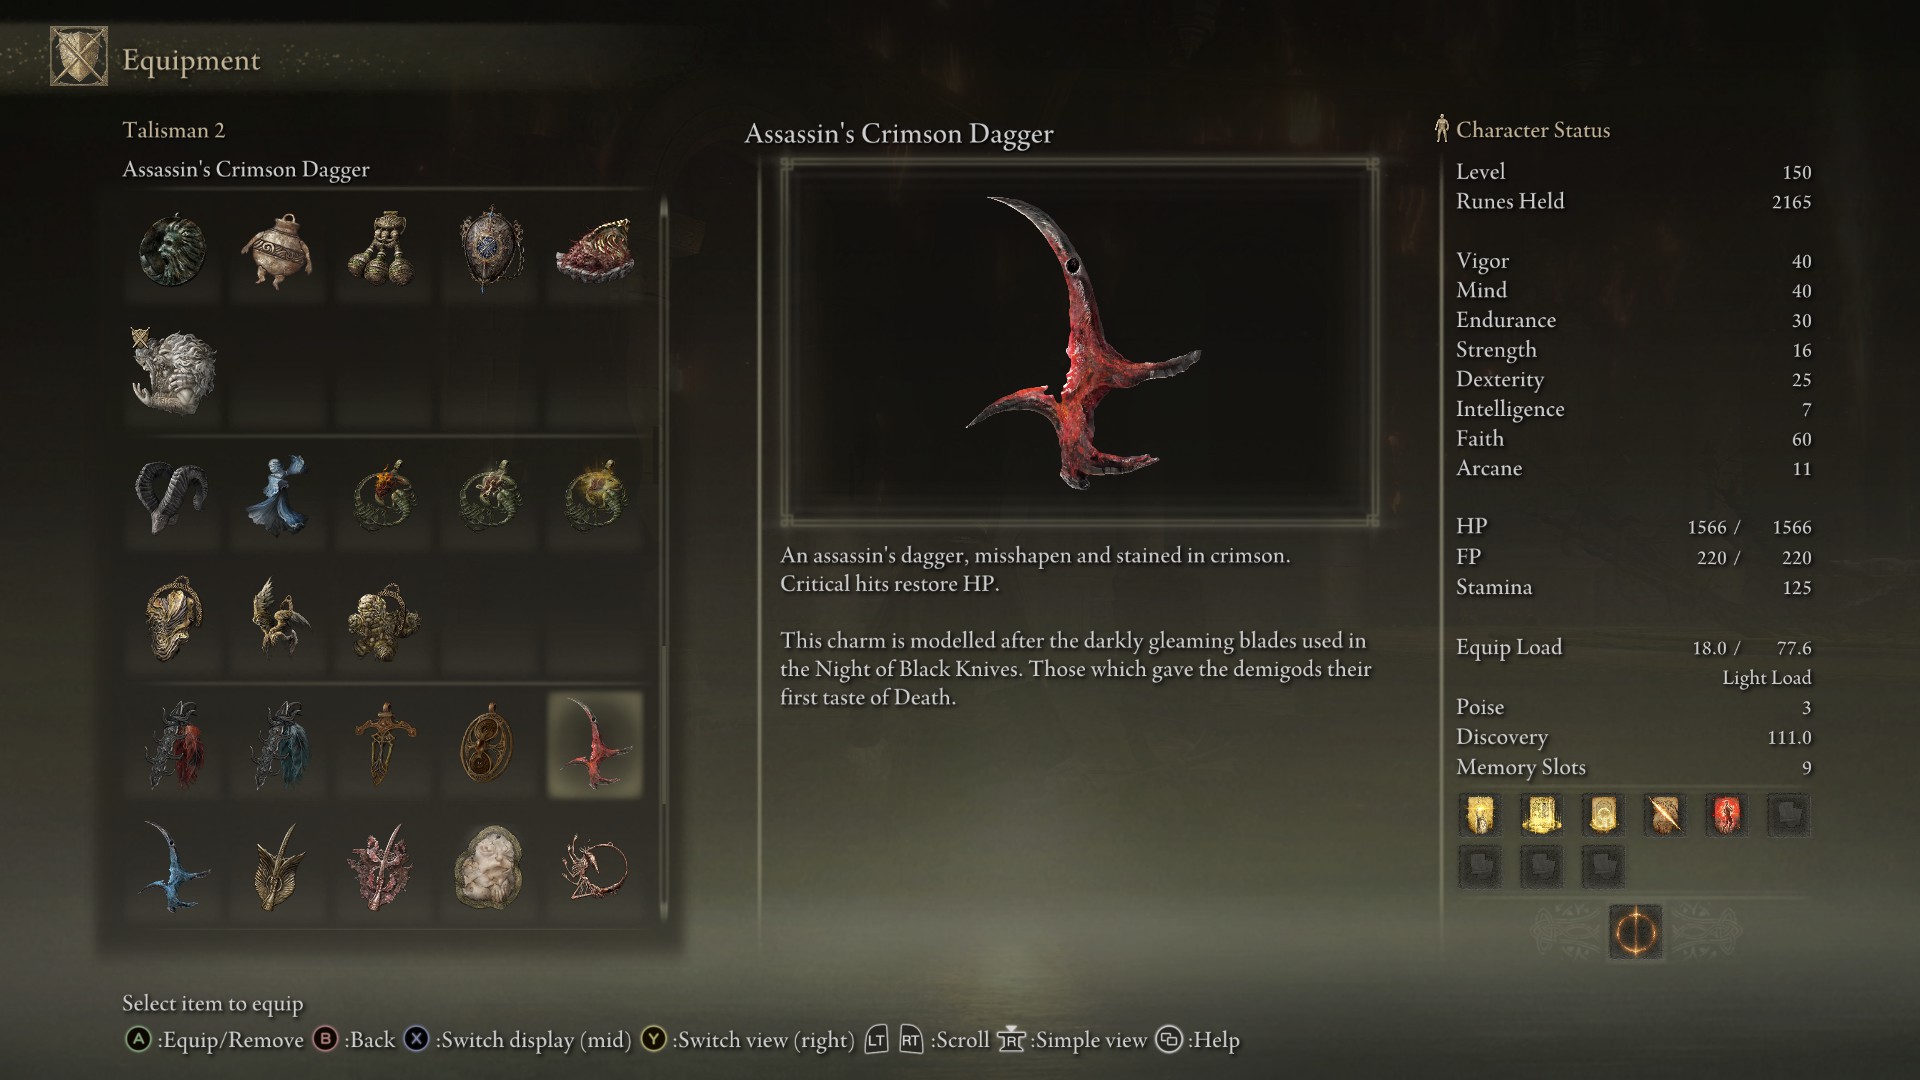 Equipment
Talisman 2
Assassin's Crimson Dagger
Assassin's Crimson Dagger
An assassin's dagger, misshapen and stained in crimson.
Critical hits restore HP.
This charm is modelled after the darkly gleaming blades used in
the Night of Black Knives. Those which gave the demigods their
first taste of Death.
Character Status
Level 150
Runes Held 2165
Vigor 40
Mind 40
Endurance 30
Strength 16
Dexterity 25
Intelligence 7
Faith 60
Arcane 11
HP 1566 / 1566
FP 220 / 220
Stamina 125
Equip Load 18.0 / 77.6
Light Load
Poise 3
Discovery 111.0
Memory Slots 9
Select item to equip
A :Equip/Remove B :Back X :Switch display (mid) Y :Switch view (right) LT RT :Scroll R :Simple view :Help